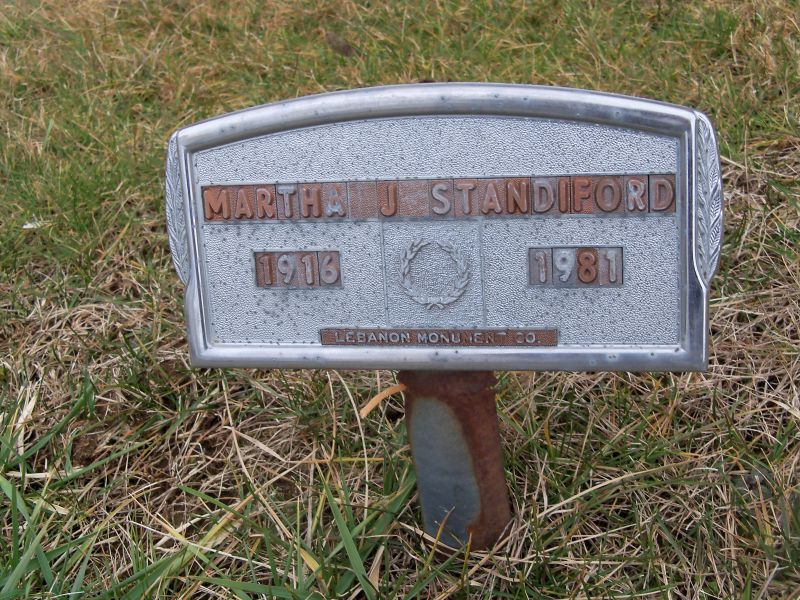 MARTHA J STANDIFORD
1916 1981
LEBANON MONUMENT CO.